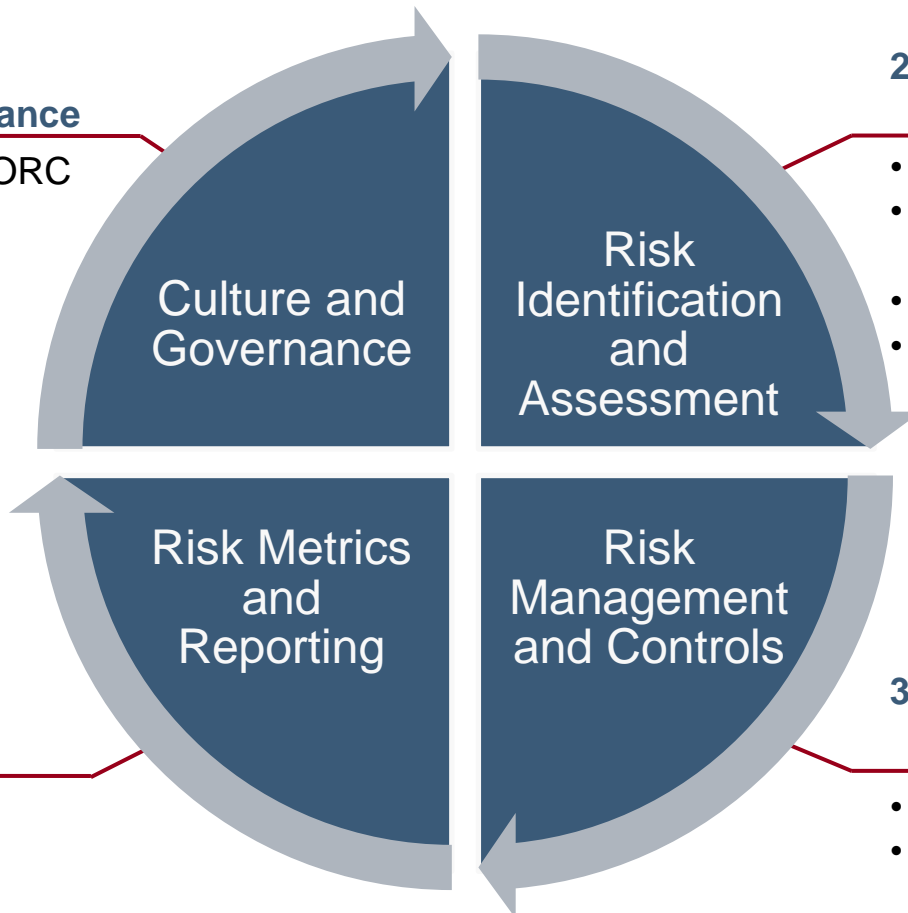 ance
ORC
2
•
•
•
•
Culture and
Governance
Risk
Identification
and
Assessment
Risk Metrics
and
Reporting
Risk
Management
and Controls
3
•
•